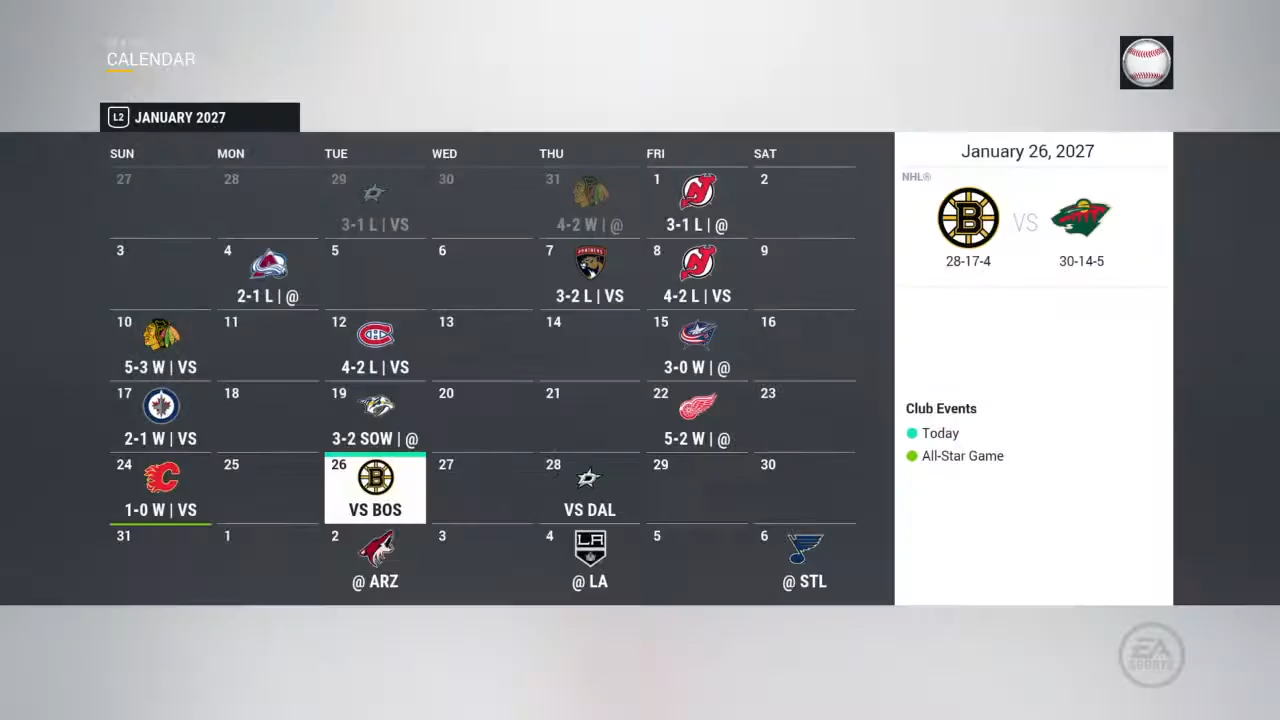 CALENDAR
L2 JANUARY 2027
SUN MON TUE WED THU FRI SAT
27 28 29 30 31 1 2
3-1 L | VS 4-2 W | @ 3-1 L | @
3 4 5 6 7 8 9
2-1 L | @ 3-2 L | VS 4-2 L | VS
10 11 12 13 14 15 16
5-3 W | VS 4-2 L | VS 3-0 W | @
17 18 19 20 21 22 23
2-1 W | VS 3-2 SOW | @ 5-2 W | @
24 25 26 27 28 29 30
1-0 W | VS VS BOS VS DAL
31 1 2 3 4 5 6
LA
@ ARZ @ LA @ STL
January 26, 2027
NHL®
B VS
28-17-4 30-14-5
Club Events
Today
All-Star Game
EA
SPORTS